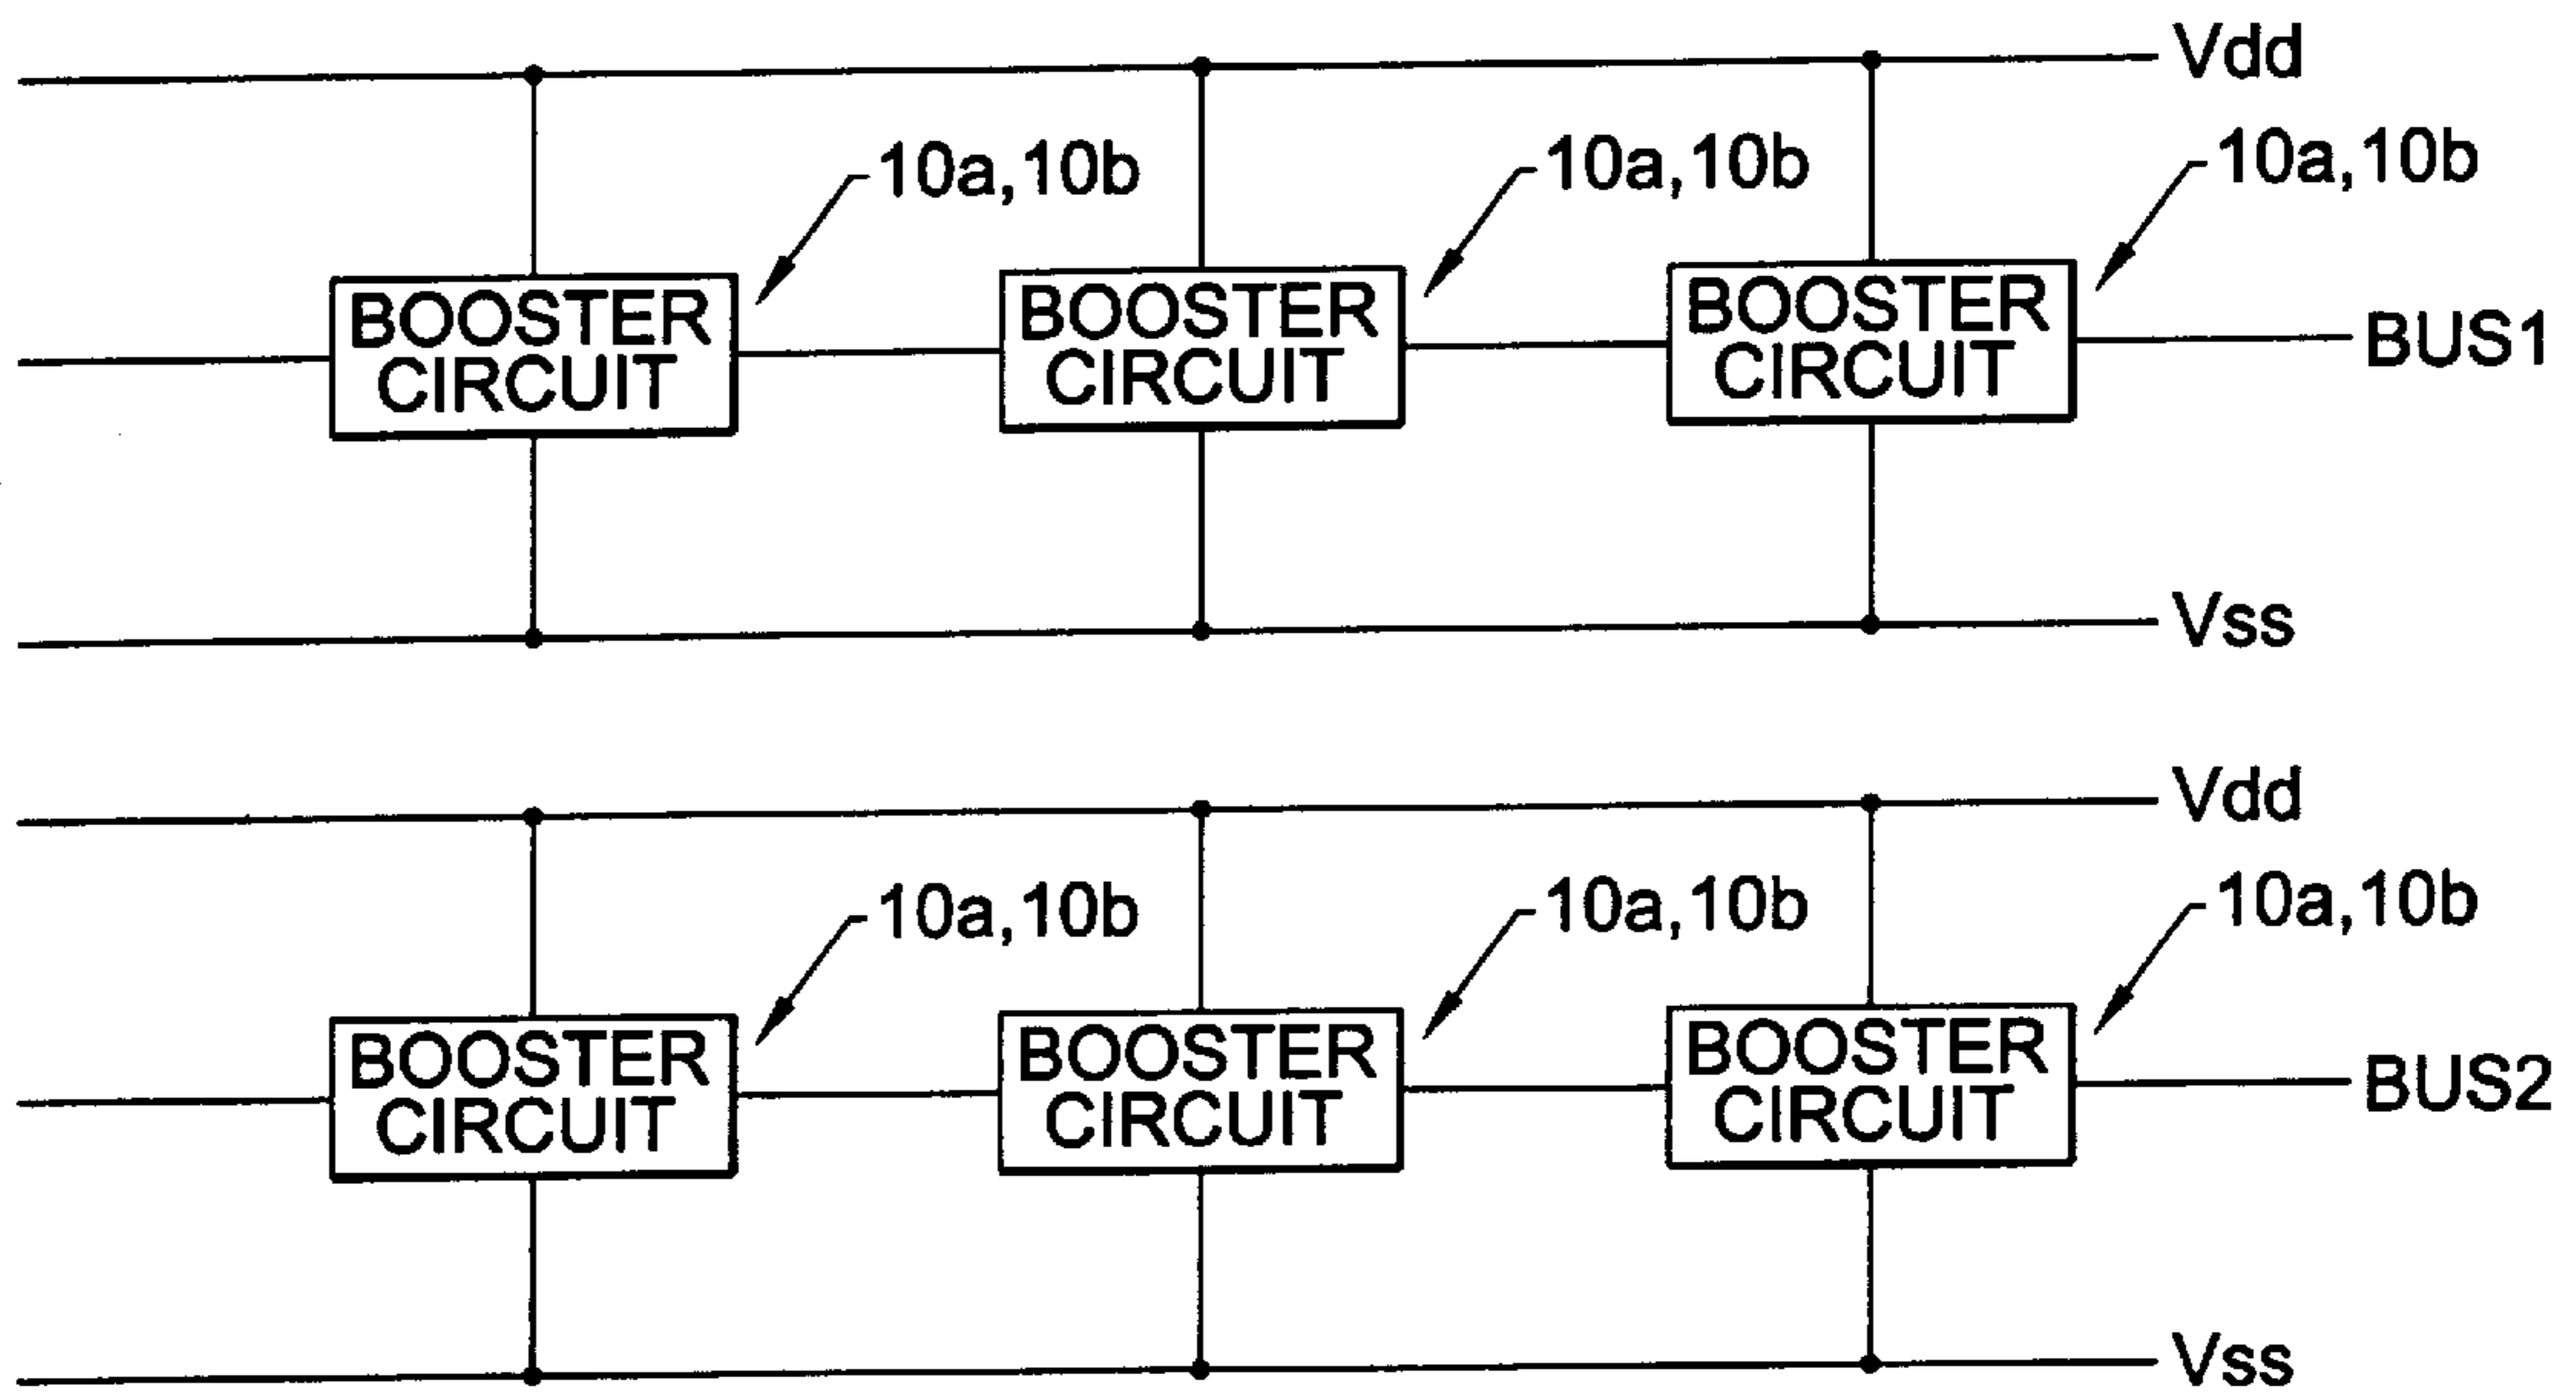 Vdd
10a,10b
10a,10b
10a,10b
BOOSTER
CIRCUIT
BOOSTER
CIRCUIT
BOOSTER
CIRCUIT
BUS1
Vss
Vdd
10a,10b
10a,10b
10a,10b
BOOSTER
CIRCUIT
BOOSTER
CIRCUIT
BOOSTER
CIRCUIT
BUS2
Vss